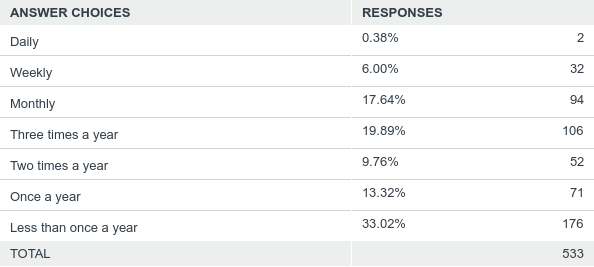 ANSWER CHOICES RESPONSES
Daily 0.38% 2
Weekly 6.00% 32
Monthly 17.64% 94
Three times a year 19.89% 106
Two times a year 9.76% 52
Once a year 13.32% 71
Less than once a year 33.02% 176
TOTAL 533